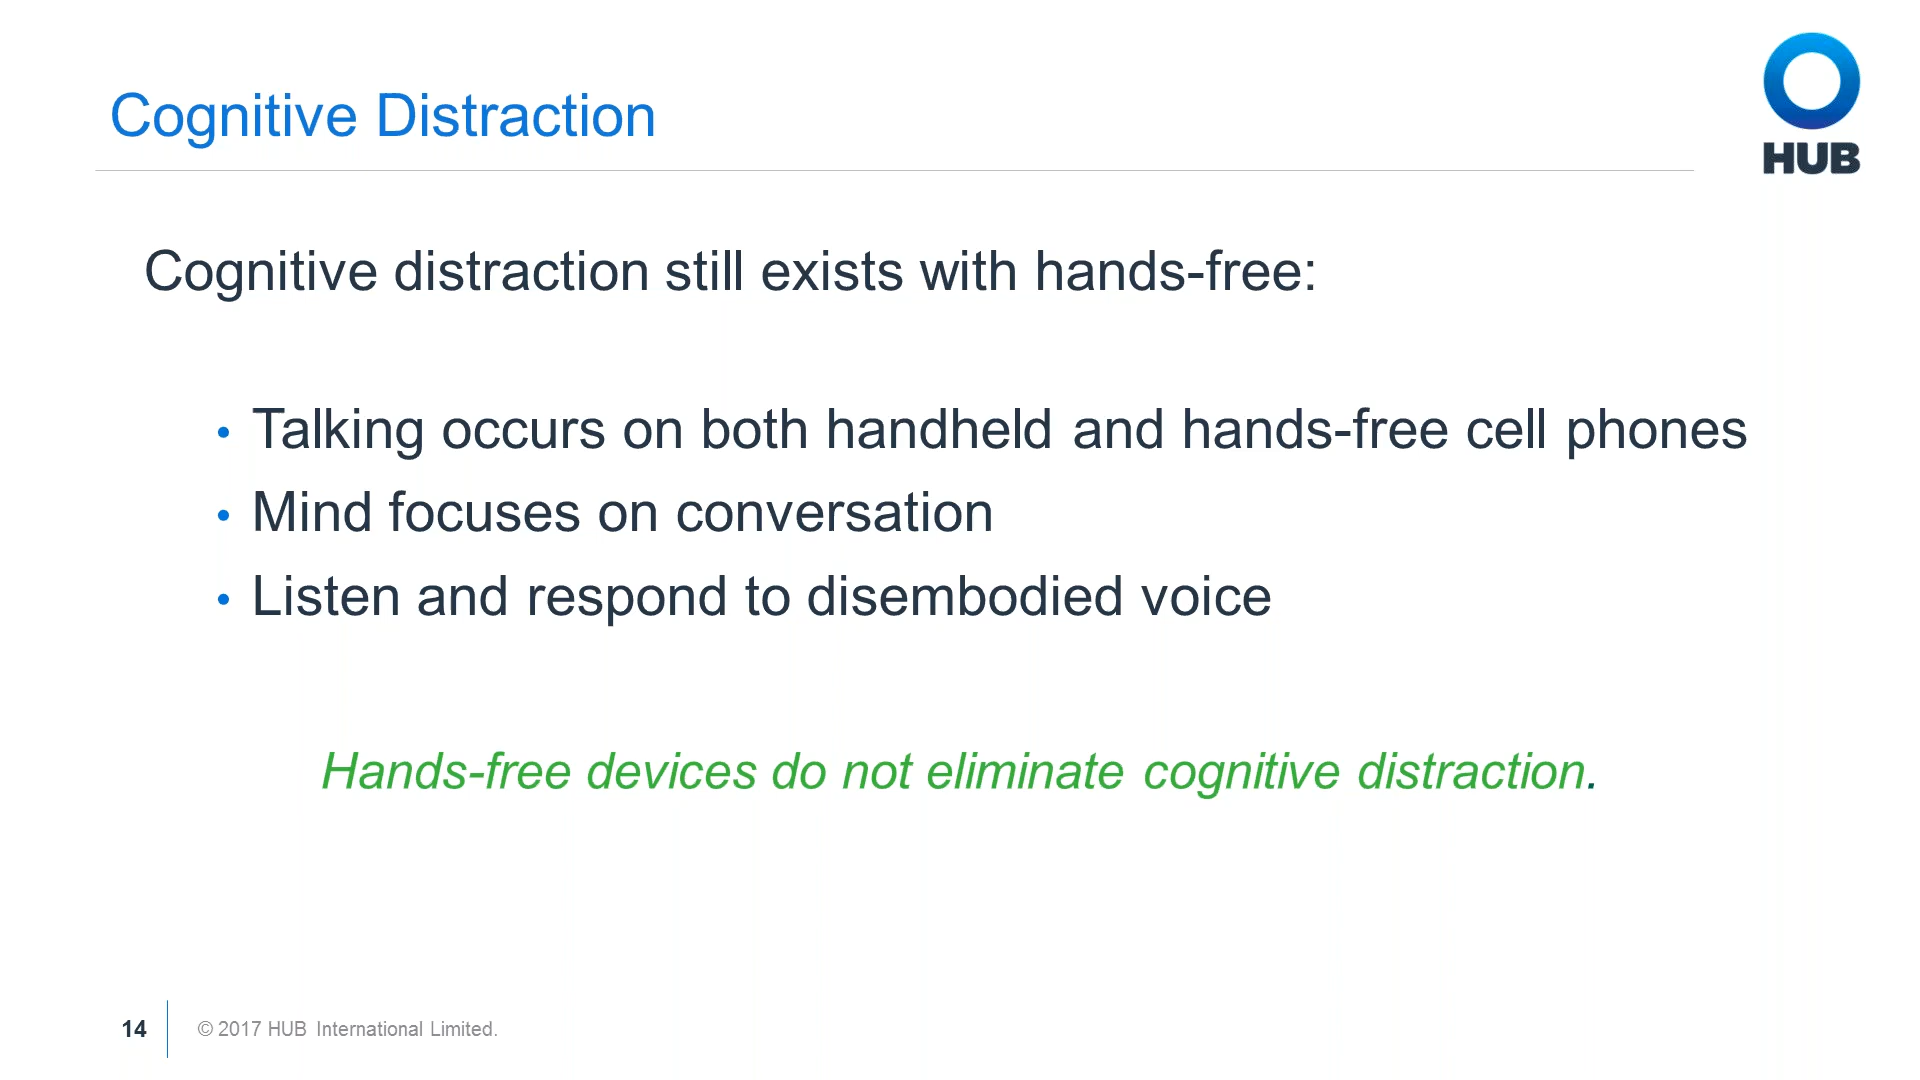 Cognitive Distraction
HUB
Cognitive distraction still exists with hands-free:
• Talking occurs on both handheld and hands-free cell phones
• Mind focuses on conversation
• Listen and respond to disembodied voice
Hands-free devices do not eliminate cognitive distraction.
14
© 2017 HUB International Limited.